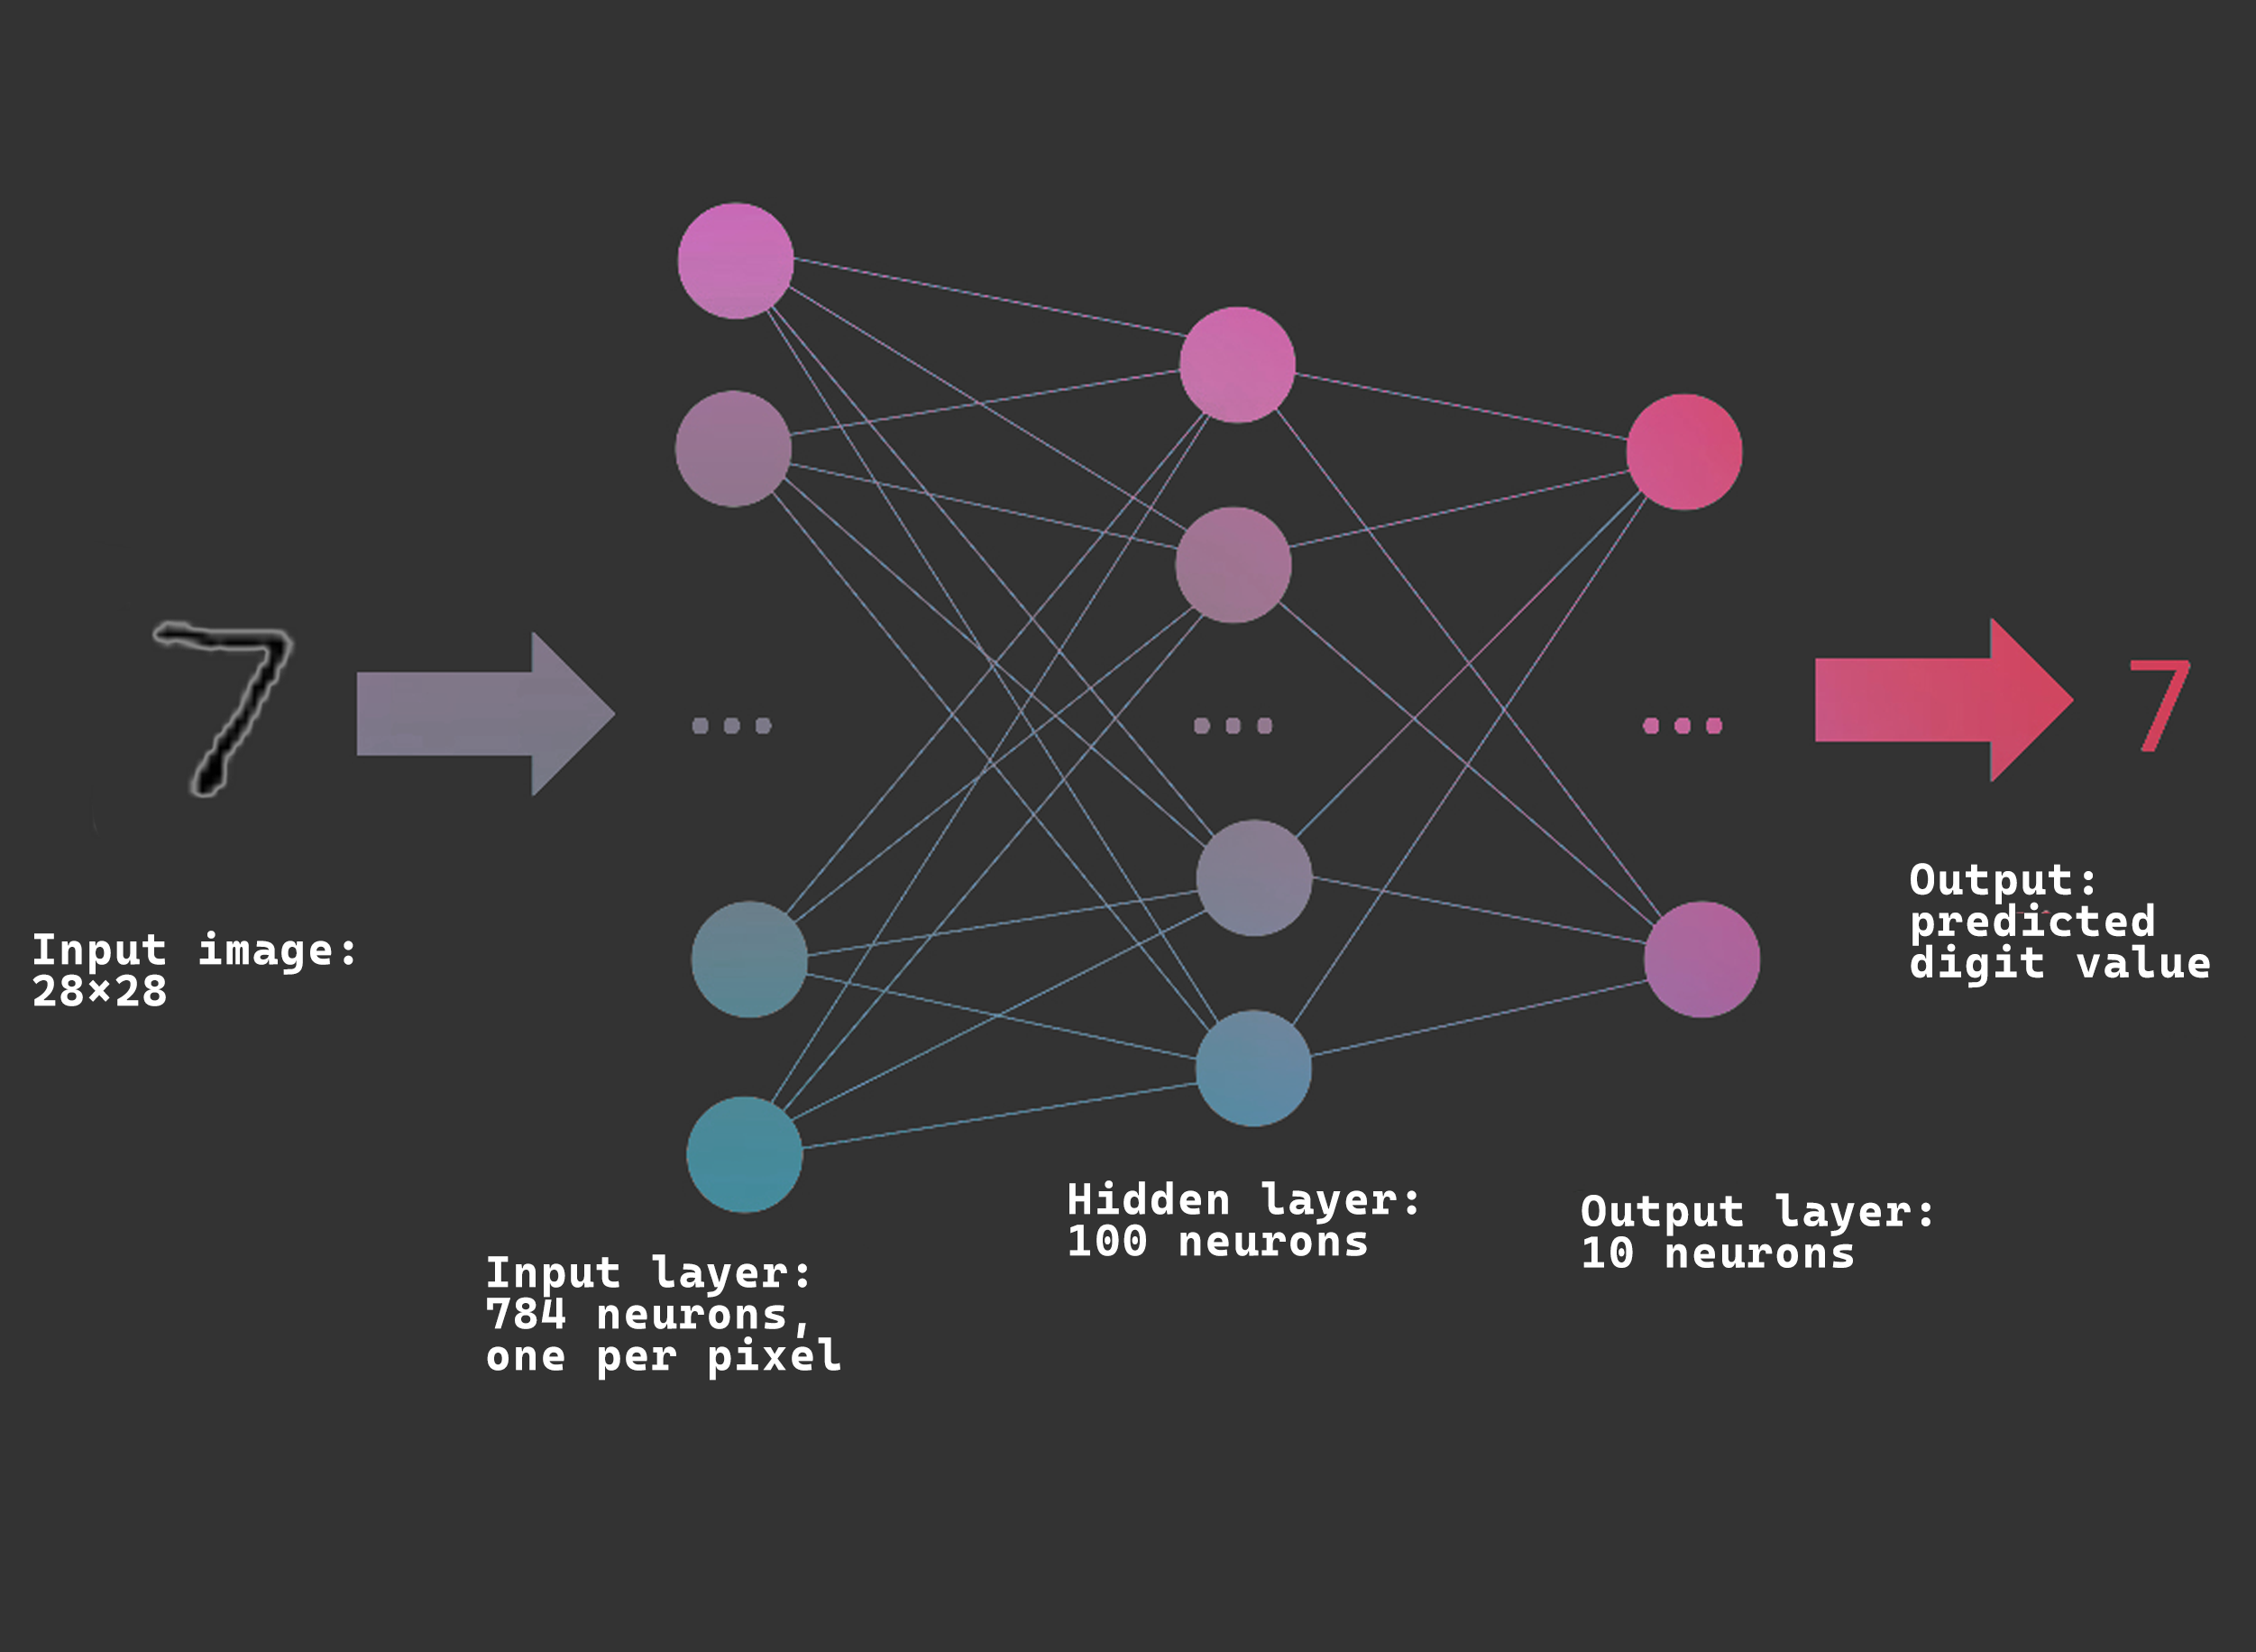 7
Input image:
28×28
...
Input layer:
784 neurons,
one per pixel
...
Hidden layer:
100 neurons
...
Output layer:
10 neurons
7
Output:
predicted
digit value